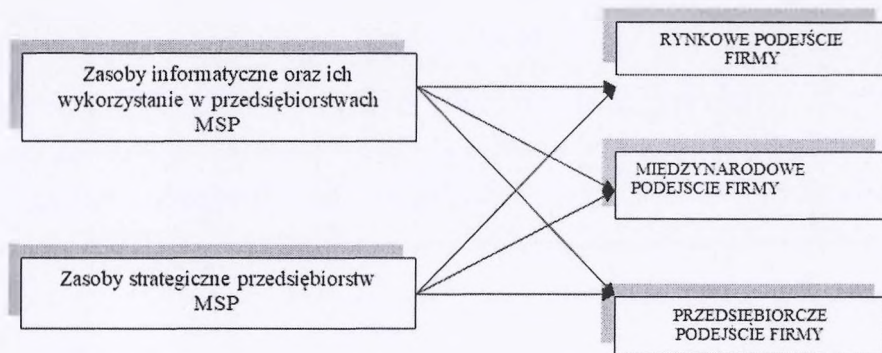 Zasoby informatyczne oraz ich
wykorzystanie w przedsiębiorstwach
MSP
Zasoby strategiczne przedsiębiorstw
MSP
RYNKOWE PODEJŚCIE
FIRMY
MIĘDZYNARODOWE
PODEJSCIE FIRMY
PRZEDSIĘBIORCZE
PODEJŚCIE FIRMY